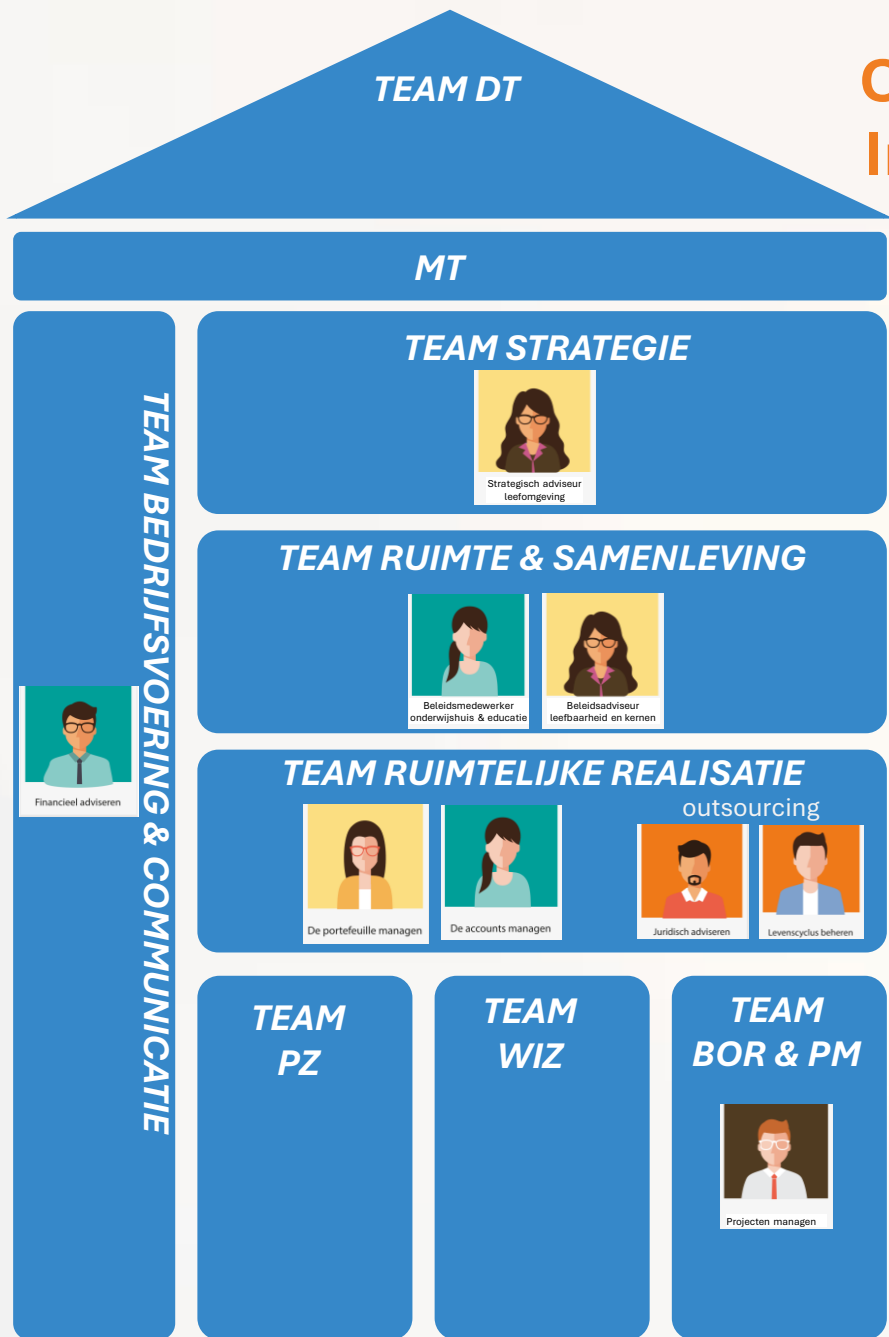 TEAM DT
MT
TEAM BEDRIJFSVOERING & COMMUNICATIE
Financieel adviseren
TEAM STRATEGIE
Strategisch adviseur
leefomgeving
TEAM RUIMTE & SAMENLEVING
Beleidsmedewerker
onderwijshuis & educatie
Beleidsadviseur
leefbaarheid en kernen
TEAM RUIMTELIJKE REALISATIE
outsourcing
De portefeuille managen
De accounts managen
Juridisch adviseren
Levenscyclus beheren
TEAM
PZ
TEAM
WIZ
TEAM
BOR & PM
Projecten managen